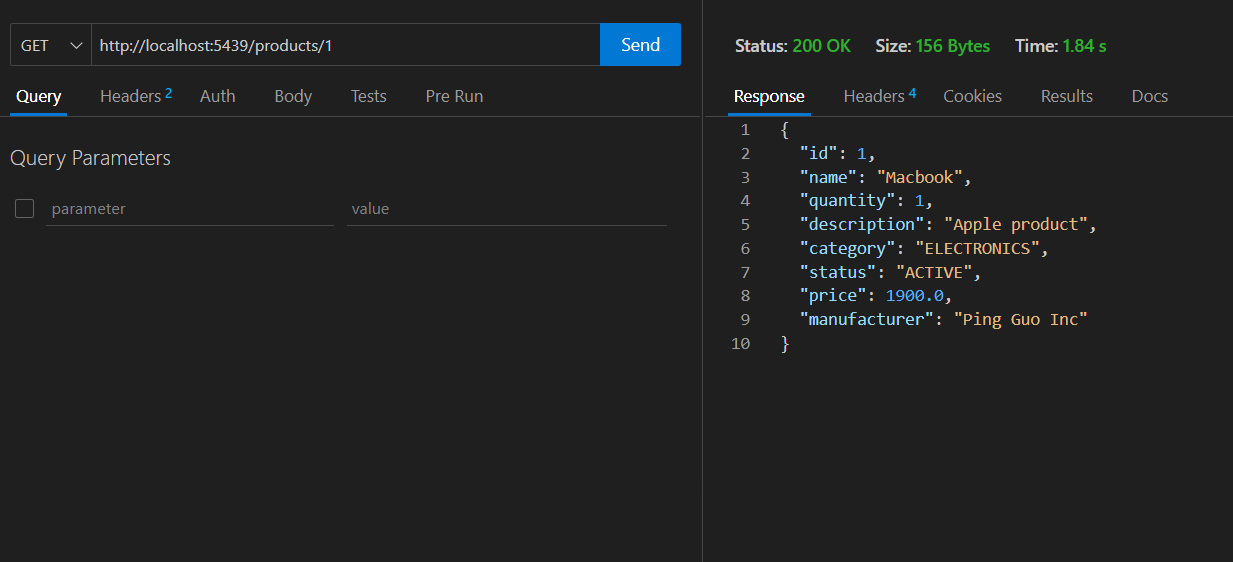 GET http://localhost:5439/products/1 Send
Query Headers 2 Auth Body Tests Pre Run
Query Parameters
parameter value
Status: 200 OK Size: 156 Bytes Time: 1.84 s
Response Headers 4 Cookies Results Docs
1 {
2 "id": 1,
3 "name": "Macbook",
4 "quantity": 1,
5 "description": "Apple product",
6 "category": "ELECTRONICS",
7 "status": "ACTIVE",
8 "price": 1900.0,
9 "manufacturer": "Ping Guo Inc"
10 }